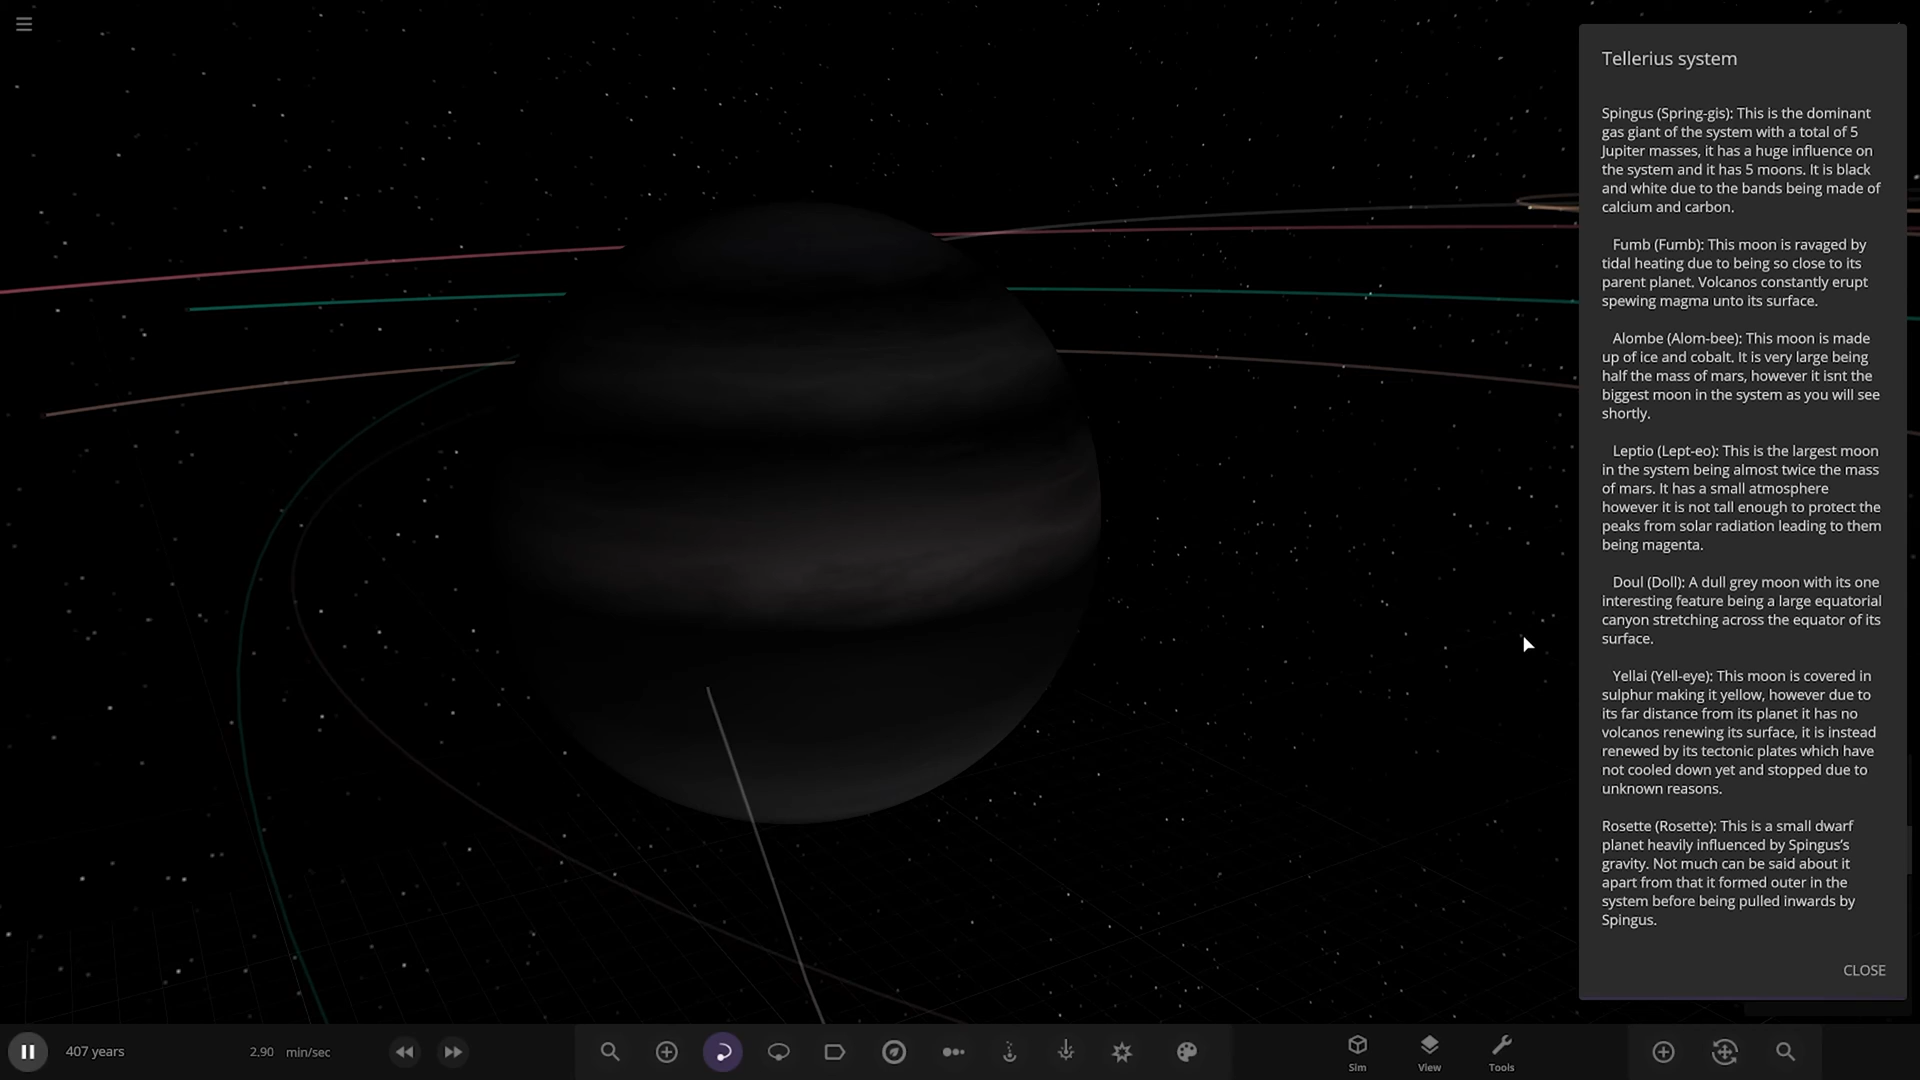 Tellerius system
Spingus (Spring-gis): This is the dominant
gas giant of the system with a total of 5
Jupiter masses, it has a huge influence on
the system and it has 5 moons. It is black
and white due to the bands being made of
calcium and carbon.
Fumb (Fumb): This moon is ravaged by
tidal heating due to being so close to its
parent planet. Volcanos constantly erupt
spewing magma unto its surface.
Alombe (Alom-bee): This moon is made
up of ice and cobalt. It is very large being
half the mass of mars, however it isnt the
biggest moon in the system as you will see
shortly.
Leptio (Lept-eo): This is the largest moon
in the system being almost twice the mass
of mars. It has a small atmosphere
however it is not tall enough to protect the
peaks from solar radiation leading to them
being magenta.
Doul (Doll): A dull grey moon with its one
interesting feature being a large equatorial
canyon stretching across the equator of its
surface.
Yellai (Yell-eye): This moon is covered in
sulphur making it yellow, however due to
its far distance from its planet it has no
volcanos renewing its surface, it is instead
renewed by its tectonic plates which have
not cooled down yet and stopped due to
unknown reasons.
Rosette (Rosette): This is a small dwarf
planet heavily influenced by Spingus's
gravity. Not much can be said about it
apart from that it formed outer in the
system before being pulled inwards by
Spingus.
CLOSE
407 years
2.90 min/sec
Sim
View
Tools